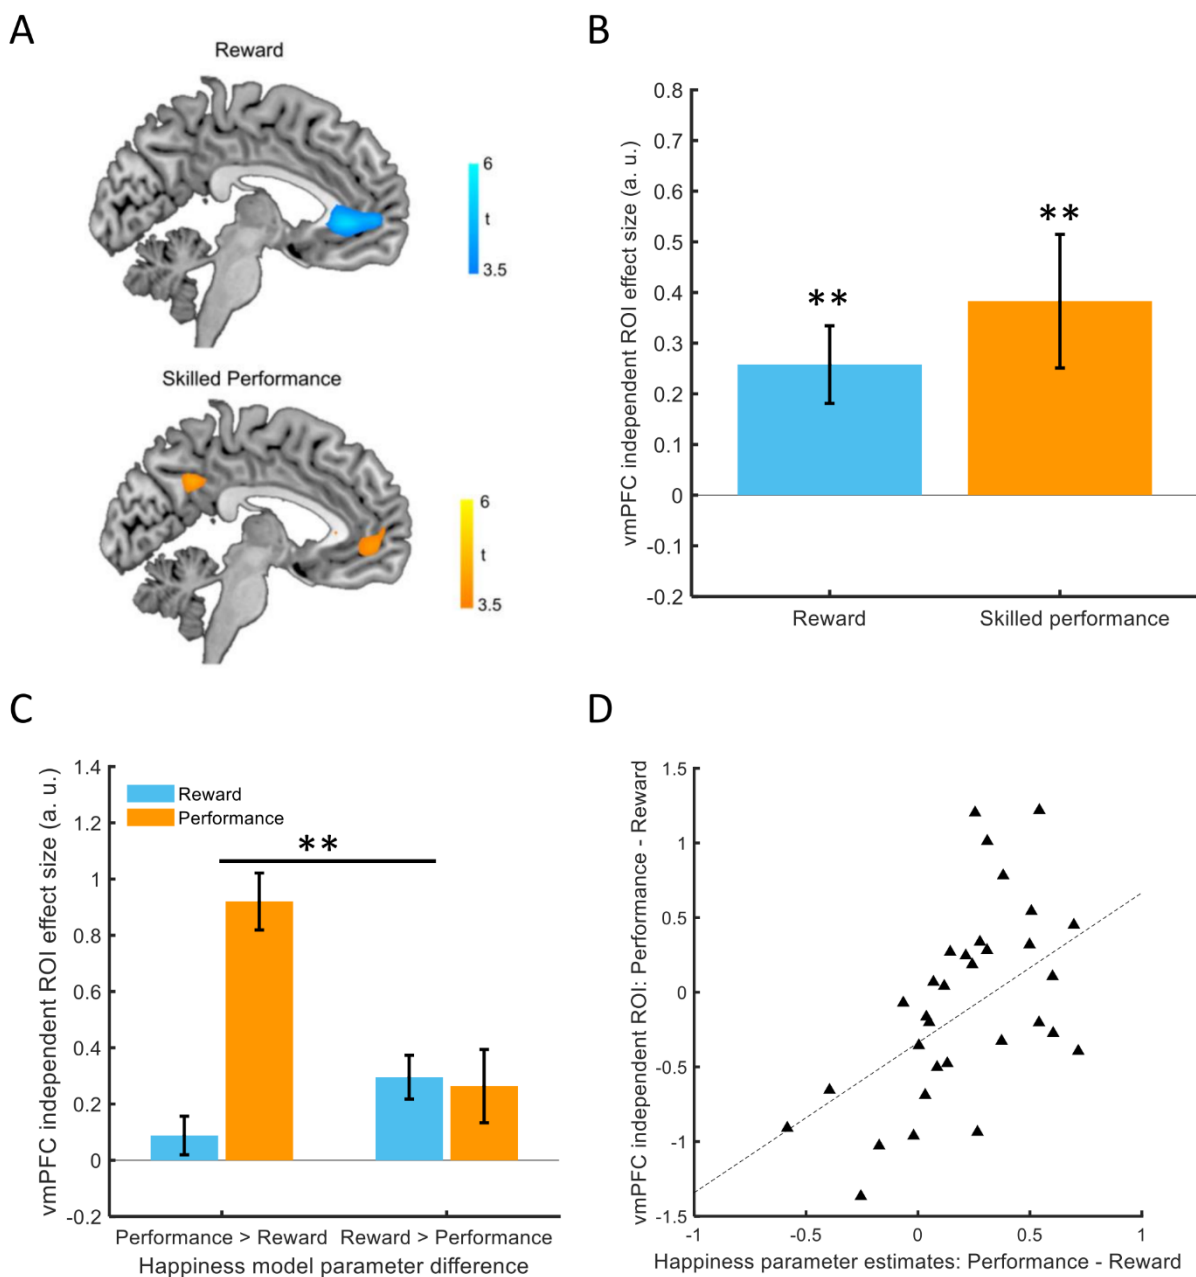 A
Reward
6
t
3.5
Skilled Performance
6
t
3.5
B
vmPFC independent ROI effect size (a. u.)
0.8
0.7
0.6
0.5
0.4
0.3
0.2
0.1
0
-0.1
-0.2
**
**
Reward
Skilled performance
C
vmPFC independent ROI effect size (a. u.)
1.4
1.2
1
0.8
0.6
0.4
0.2
0
-0.2
Reward
Performance
**
Performance > Reward
Reward > Performance
Happiness model parameter difference
D
vmPFC independent ROI: Performance - Reward
1.5
1
0.5
0
-0.5
-1
-1.5
-1
-0.5
0
0.5
1
Happiness parameter estimates: Performance - Reward